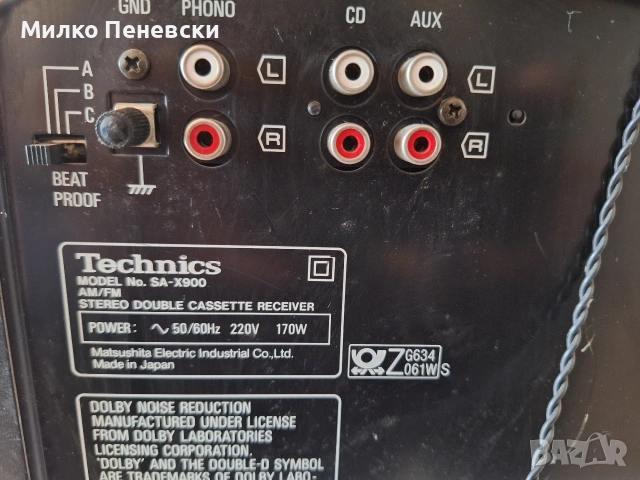 Милко Пеневски
GND PHONO CD AUX
L L
A
B
C
R R
BEAT
PROOF
Technics
MODEL No. SA-X900
AM/FM
STEREO DOUBLE CASSETTE RECEIVER
POWER: ∿ 50/60Hz 220V 170W
Matsushita Electric Industrial Co.,Ltd.
Made in Japan
Z G634
061W S
DOLBY NOISE REDUCTION
MANUFACTURED UNDER LICENSE
FROM DOLBY LABORATORIES
LICENSING CORPORATION.
'DOLBY' AND THE DOUBLE-D SYMBOL
ARE TRADEMARKS OF DOLBY LABO-
BAZAR